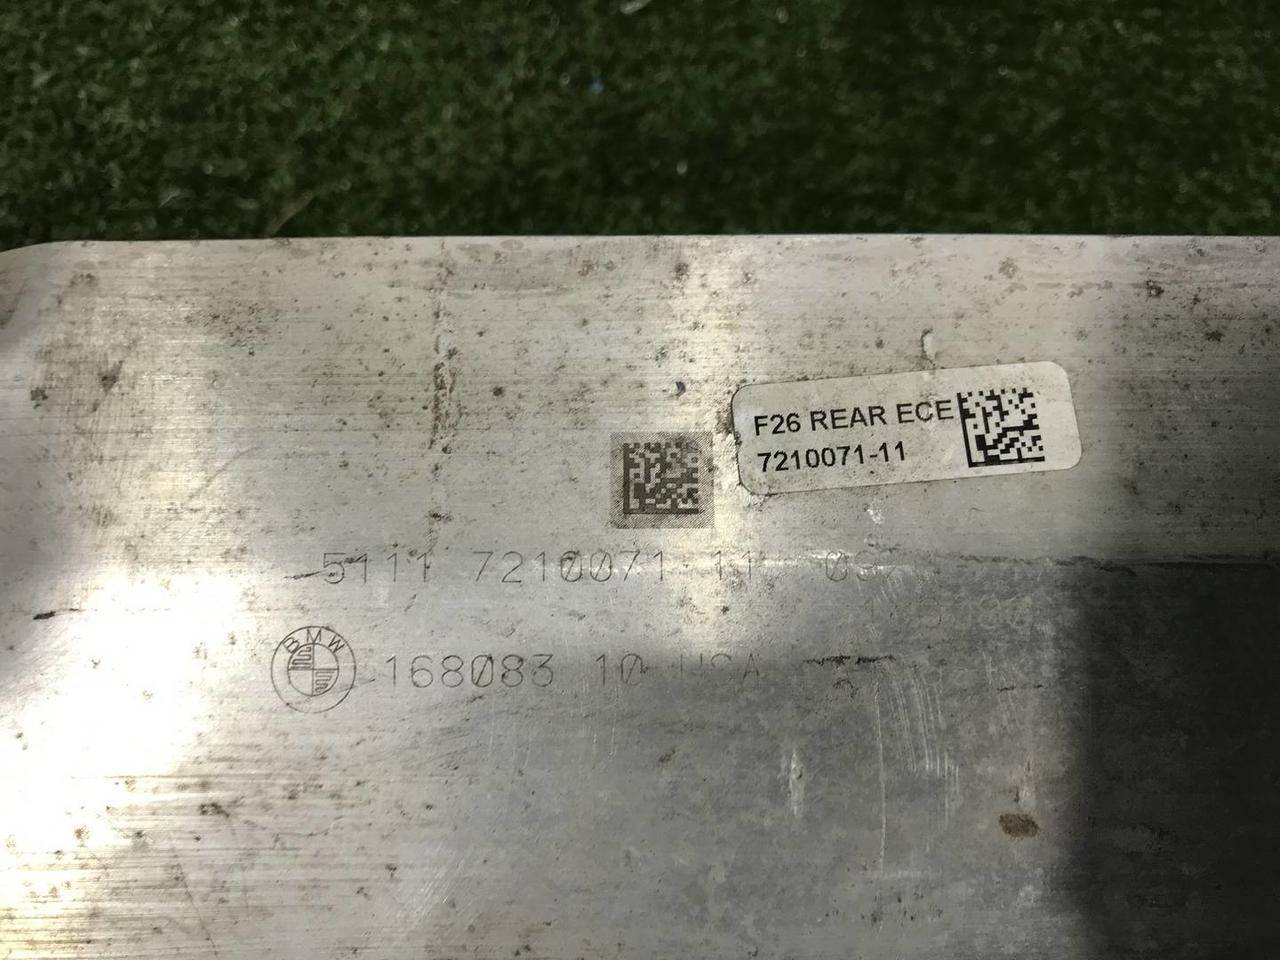 F26 REAR ECE
7210071-11
5111 7210071 11
BMW
168083 10 USA